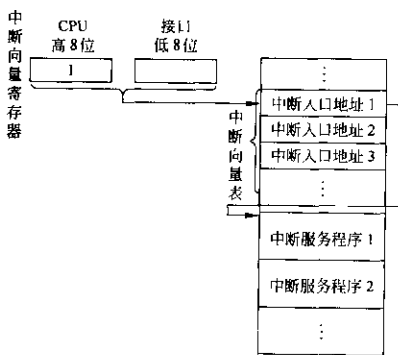 中断向量寄存器
CPU
高8位
接口
低8位
1
中断向量表
⋮
中断入口地址1
中断入口地址2
中断入口地址3
⋮
中断服务程序1
中断服务程序2
⋮